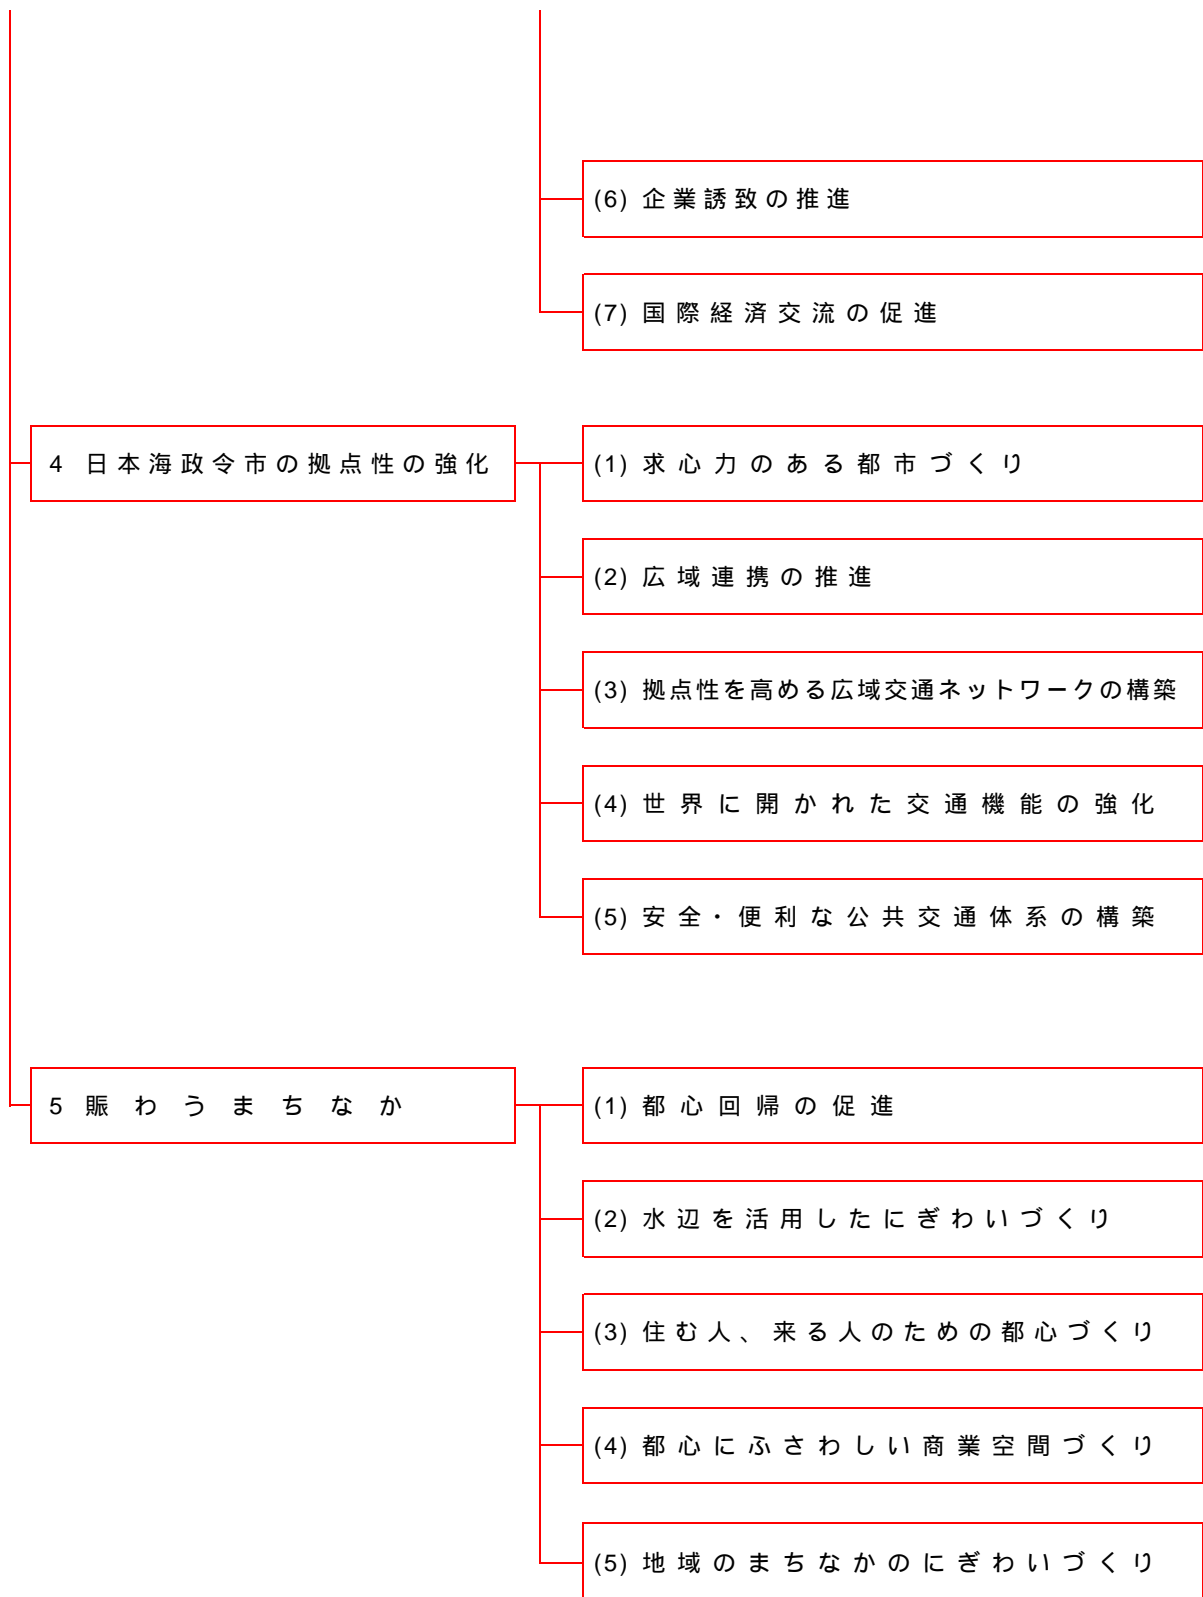 (6) 企業誘致の推進
(7) 国際経済交流の促進
4 日本海政令市の拠点性の強化
(1) 求心力のある都市づくり
(2) 広域連携の推進
(3) 拠点性を高める広域交通ネットワークの構築
(4) 世界に開かれた交通機能の強化
(5) 安全・便利な公共交通体系の構築
5 賑わうまちなか
(1) 都心回帰の促進
(2) 水辺を活用したにぎわいづくり
(3) 住む人、来る人のための都心づくり
(4) 都心にふさわしい商業空間づくり
(5) 地域のまちなかのにぎわいづくり